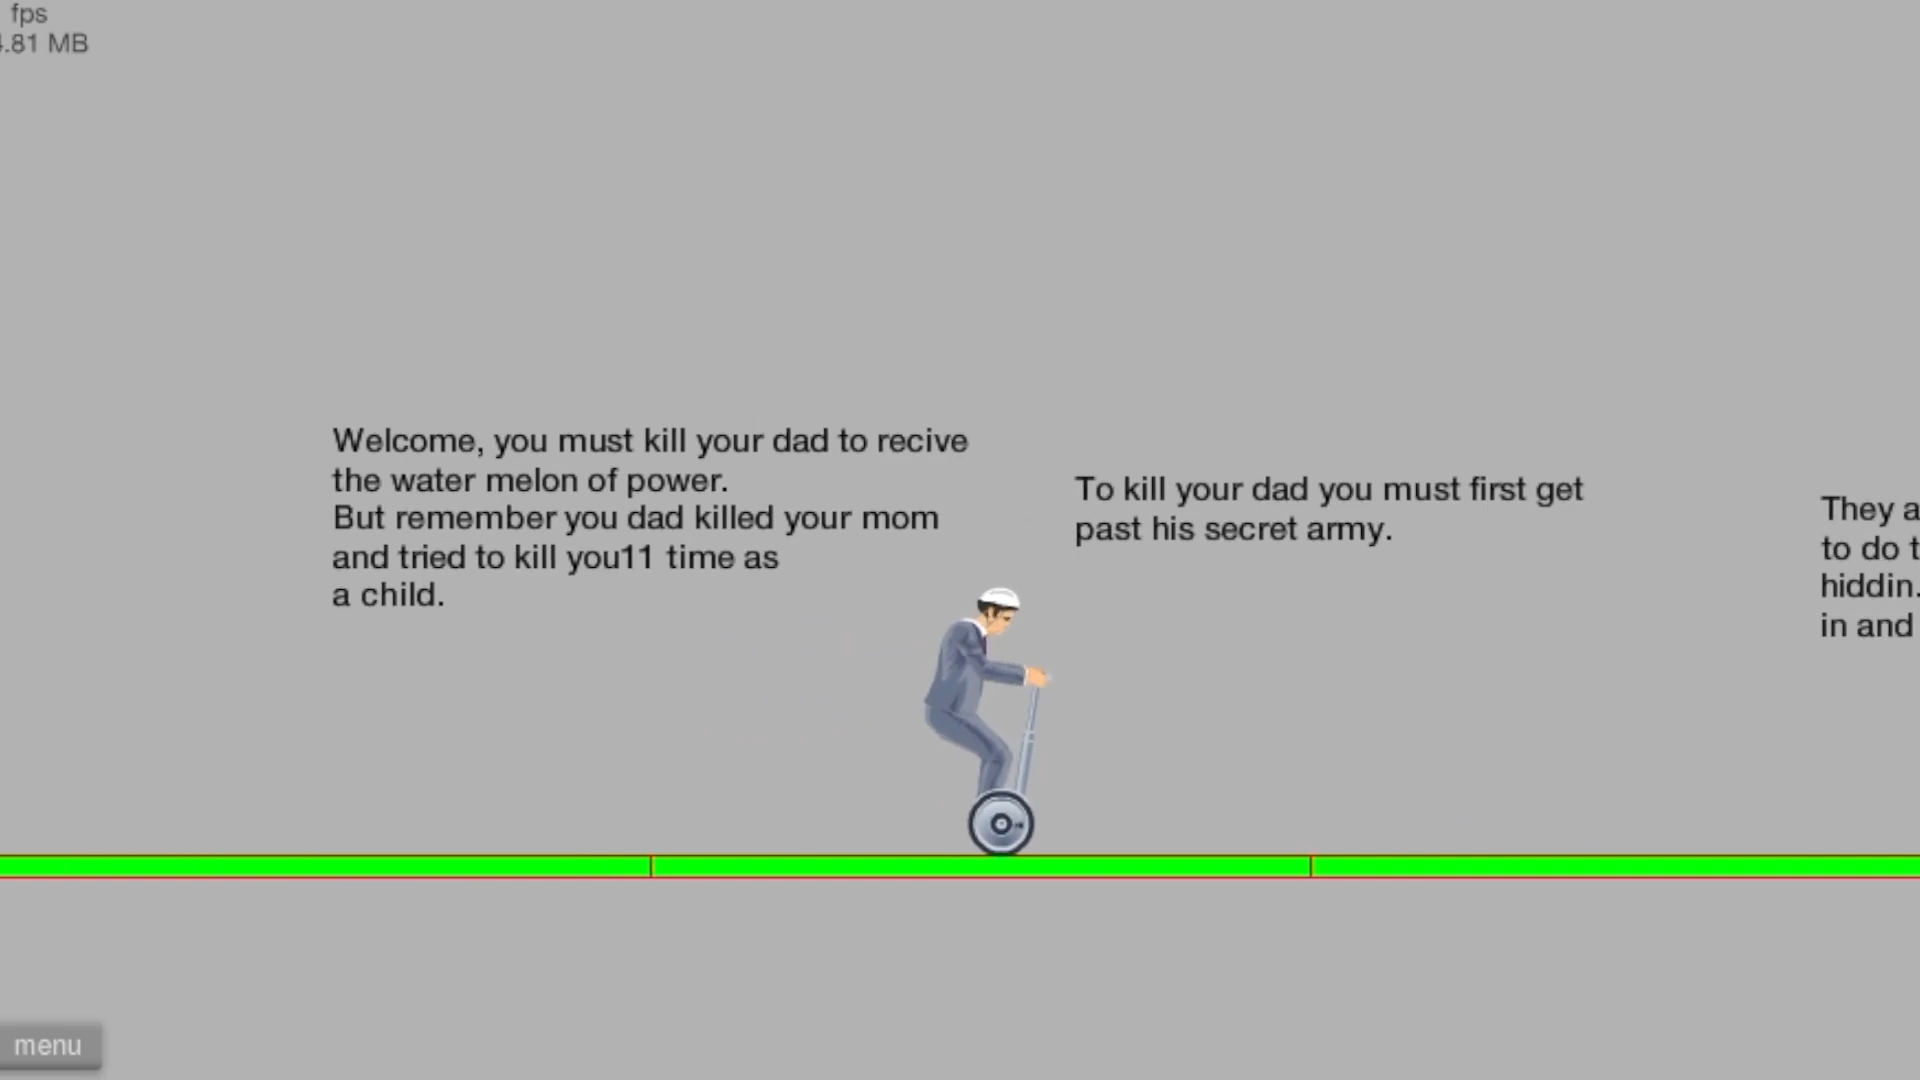 fps
.81 MB
Welcome, you must kill your dad to recive
the water melon of power.
But remember you dad killed your mom
and tried to kill you11 time as
a child.
To kill your dad you must first get
past his secret army.
They a
to do t
hiddin.
in and
menu